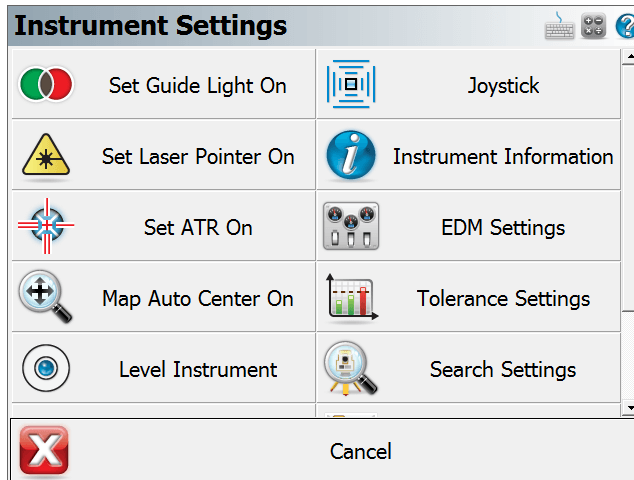 Instrument Settings
Set Guide Light On
Joystick
Set Laser Pointer On
Instrument Information
Set ATR On
EDM Settings
Map Auto Center On
Tolerance Settings
Level Instrument
Search Settings
Cancel